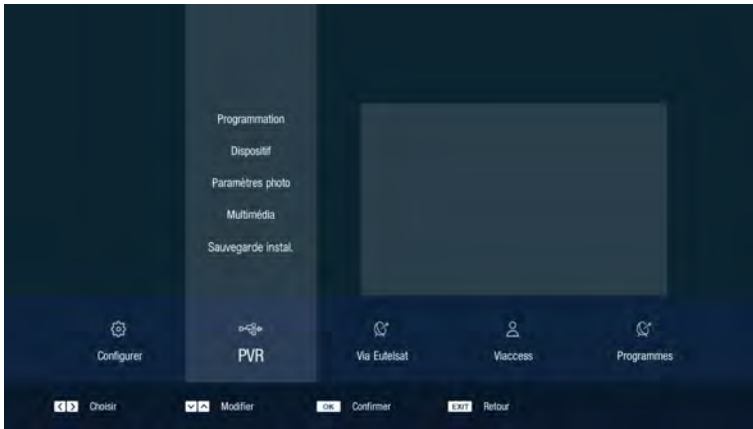 Programmation
Dispositif
Paramètres photo
Multimédia
Sauvegarde instal.
Configurer
PVR
Via Eutelsat
Viaccess
Programmes
Choisir
Modifier
OK Confirmer
EXIT Retour